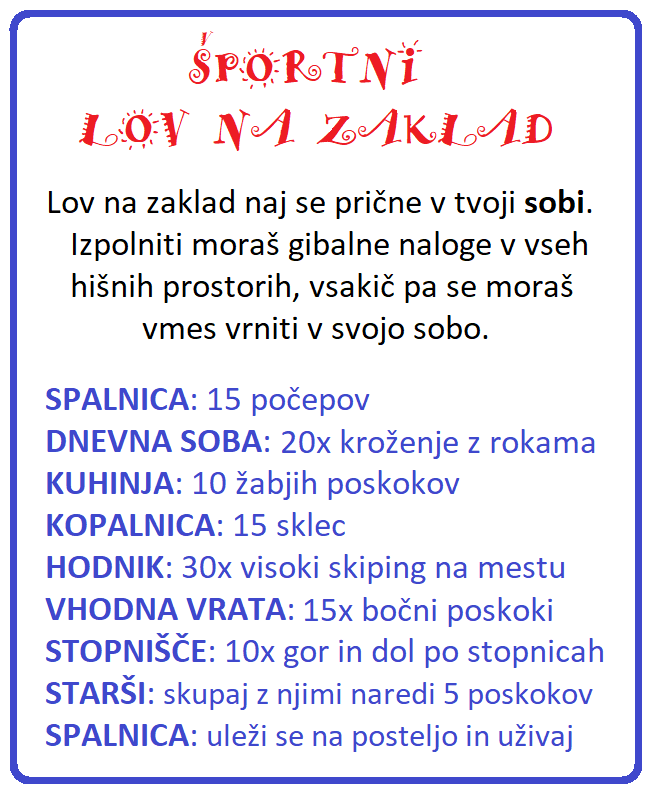 ŠPORTNI
LOV NA ZAKLAD
Lov na zaklad naj se prične v tvoji sobi.
Izpolniti moraš gibalne naloge v vseh
hišnih prostorih, vsakič pa se moraš
vmes vrniti v svojo sobo.
SPALNICA: 15 počepov
DNEVNA SOBA: 20x kroženje z rokama
KUHINJA: 10 žabjih poskokov
KOPALNICA: 15 sklec
HODNIK: 30x visoki skiping na mestu
VHODNA VRATA: 15x bočni poskoki
STOPNIŠČE: 10x gor in dol po stopnicah
STARŠI: skupaj z njimi naredi 5 poskokov
SPALNICA: uleži se na posteljo in uživaj